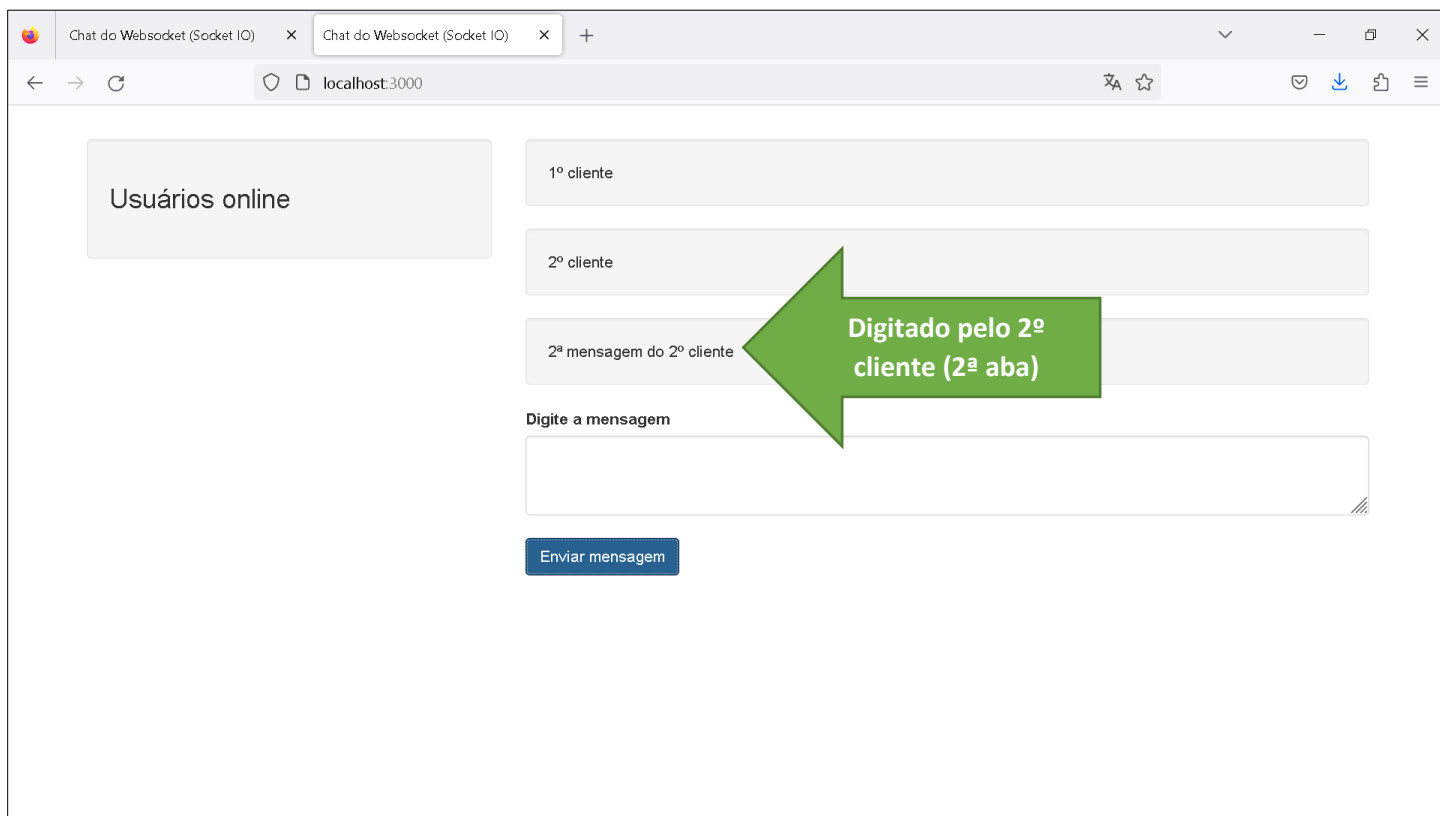 Chat do Websocket (Socket IO)
Chat do Websocket (Socket IO)
localhost:3000
Usuários online
1º cliente
2º cliente
2ª mensagem do 2º cliente
Digitado pelo 2º
cliente (2ª aba)
Digite a mensagem
Enviar mensagem